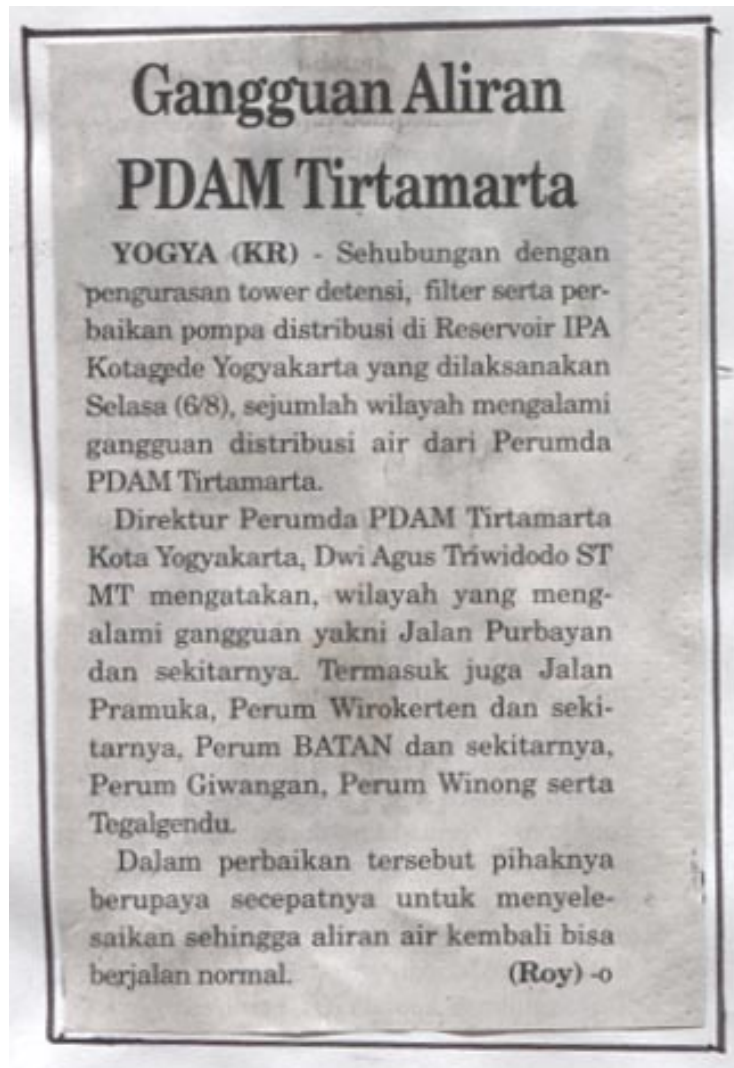 Gangguan Aliran
PDAM Tirtamarta
YOGYA (KR) - Sehubungan dengan
pengurasan tower detensi, filter serta per-
baikan pompa distribusi di Reservoir IPA
Kotagede Yogyakarta yang dilaksanakan
Selasa (6/8), sejumlah wilayah mengalami
gangguan distribusi air dari Perumda
PDAM Tirtamarta.
Direktur Perumda PDAM Tirtamarta
Kota Yogyakarta, Dwi Agus Triwidodo ST
MT mengatakan, wilayah yang meng-
alami gangguan yakni Jalan Purbayan
dan sekitarnya. Termasuk juga Jalan
Pramuka, Perum Wirokerten dan seki-
tarnya, Perum BATAN dan sekitarnya,
Perum Giwangan, Perum Winong serta
Tegalgendu.
Dalam perbaikan tersebut pihaknya
berupaya secepatnya untuk menyele-
saikan sehingga aliran air kembali bisa
berjalan normal. (Roy) -o